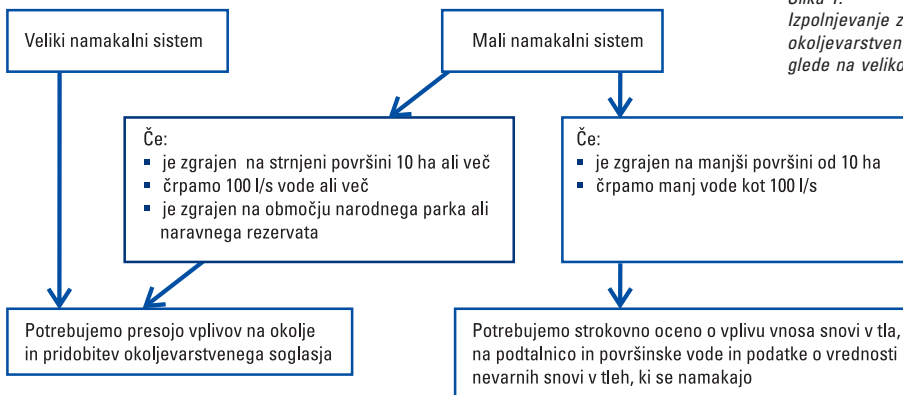 Slika 1:
Izpolnjevanje z
okoljevarstven
glede na veliko
Veliki namakalni sistem
Mali namakalni sistem
Če:
▪ je zgrajen na strnjeni površini 10 ha ali več
▪ črpamo 100 l/s vode ali več
▪ je zgrajen na območju narodnega parka ali
naravnega rezervata
Če:
▪ je zgrajen na manjši površini od 10 ha
▪ črpamo manj vode kot 100 l/s
Potrebujemo presojo vplivov na okolje
in pridobitev okoljevarstvenega soglasja
Potrebujemo strokovno oceno o vplivu vnosa snovi v tla,
na podtalnico in površinske vode in podatke o vrednosti
nevarnih snovi v tleh, ki se namakajo